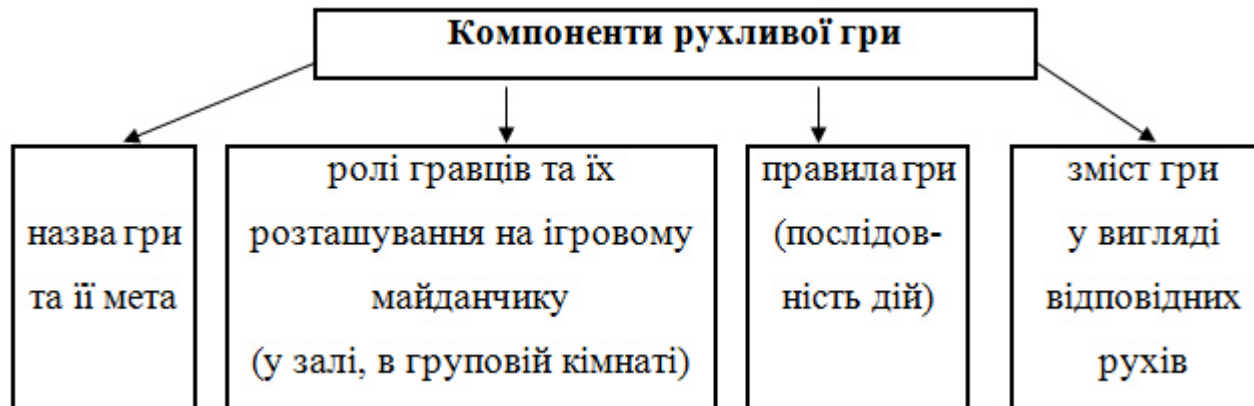 Компоненти рухливої гри
назва гри
та її мета
ролі гравців та їх
розташування на ігровому
майданчику
(у залі, в груповій кімнаті)
правила гри
(послідов-
ність дій)
зміст гри
у вигляді
відповідних
рухів